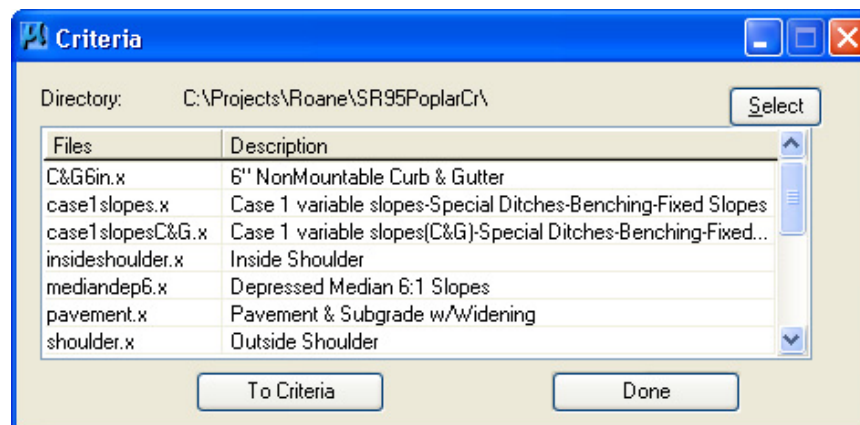 Criteria
Directory: C:\Projects\Roane\SR95PoplarCr\ Select
Files Description
C&G6in.x 6" NonMountable Curb & Gutter
case1slopes.x Case 1 variable slopes-Special Ditches-Benching-Fixed Slopes
case1slopesC&G.x Case 1 variable slopes(C&G)-Special Ditches-Benching-Fixed...
insideshoulder.x Inside Shoulder
mediandep6.x Depressed Median 6:1 Slopes
pavement.x Pavement & Subgrade w/Widening
shoulder.x Outside Shoulder
To Criteria Done